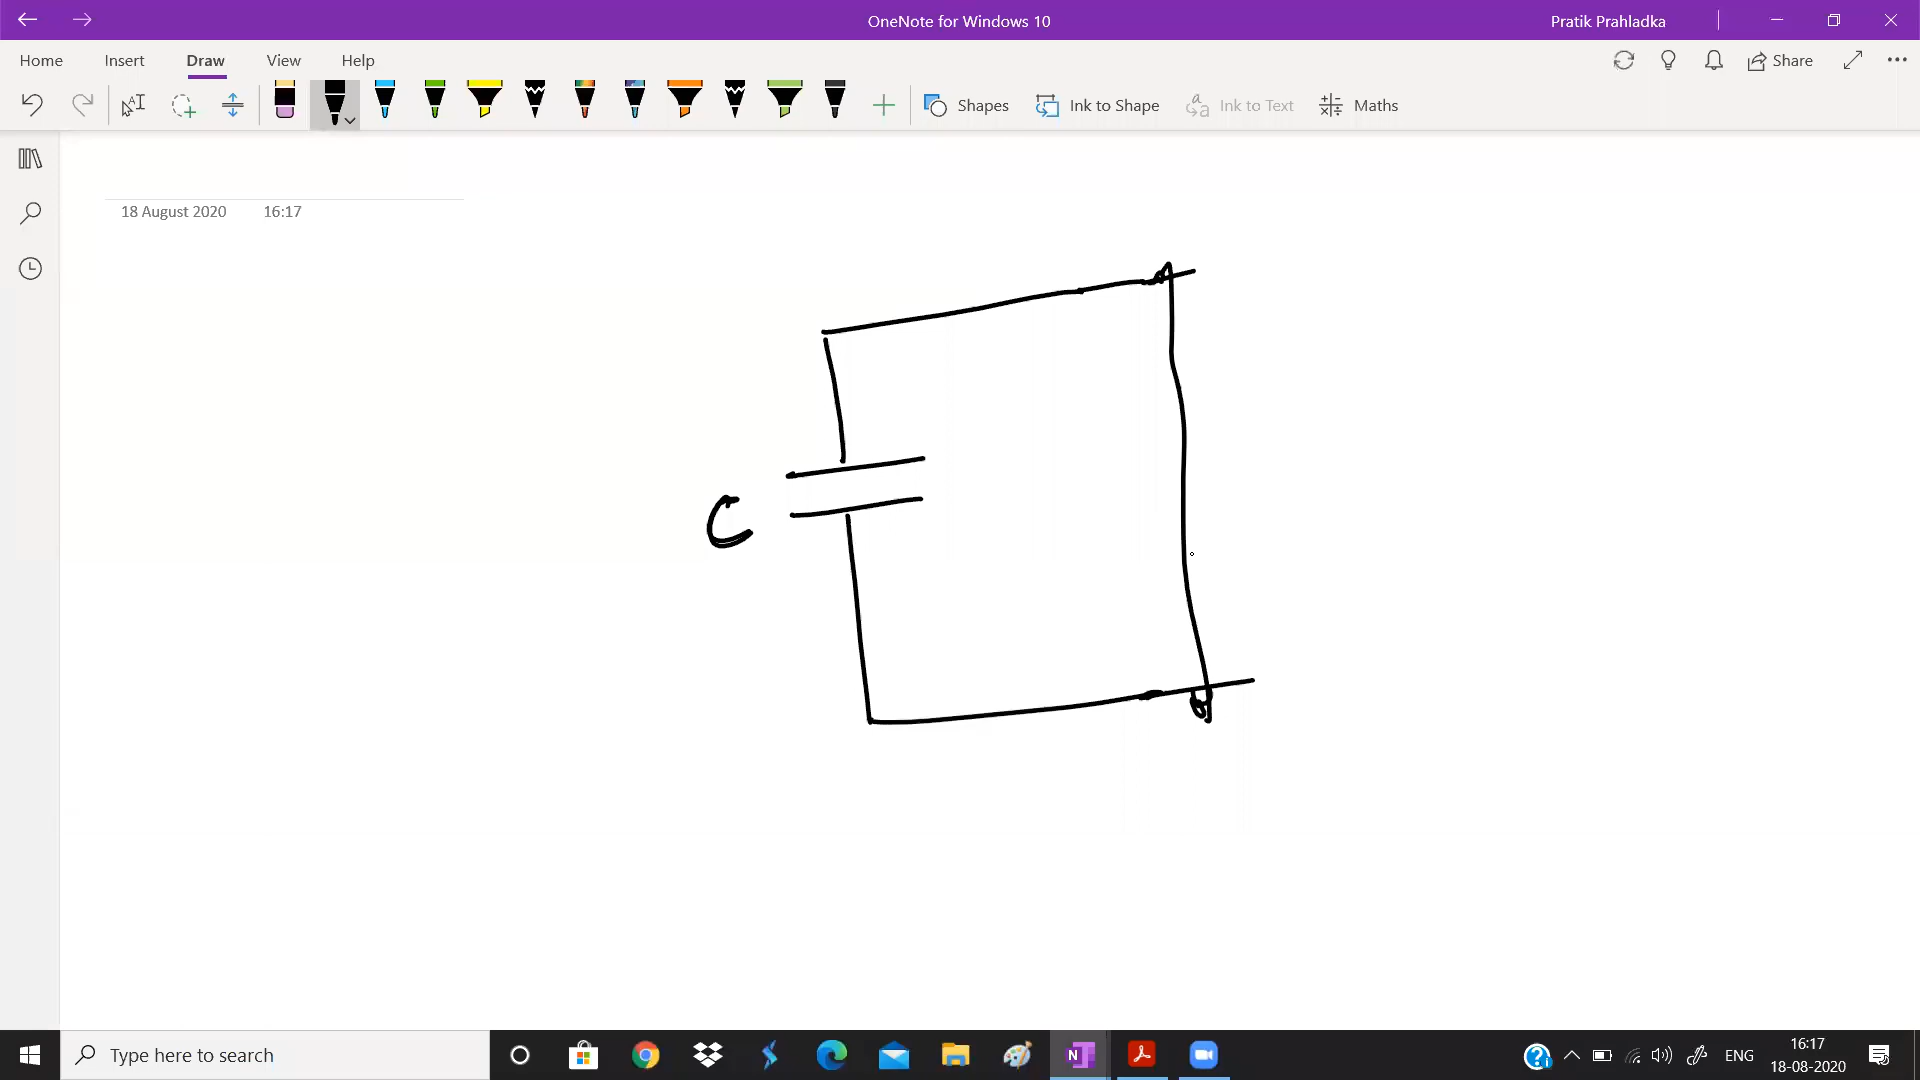 OneNote for Windows 10
Pratik Prahladka
Home Insert Draw View Help
Share
Shapes Ink to Shape Ink to Text Maths
18 August 2020 16:17
C
Type here to search
ENG
16:17
18-08-2020